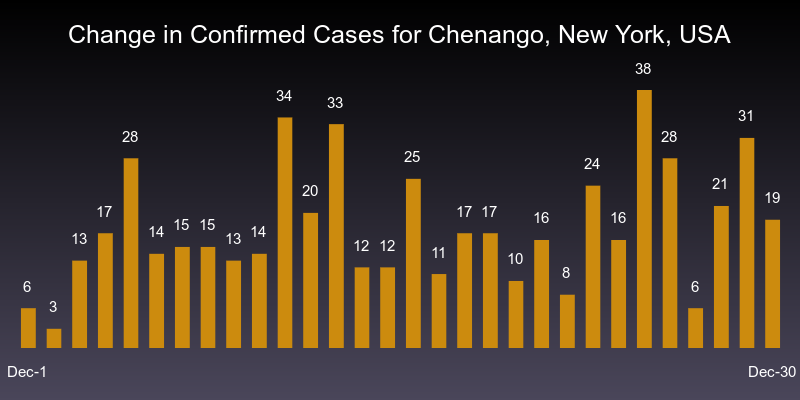 Change in Confirmed Cases for Chenango, New York, USA
6 3 13 17 28 14 15 15 13 14 34 20 33 12 12 25 11 17 17 10 16 8 24 16 38 28 6 21 31 19
Dec-1 Dec-30